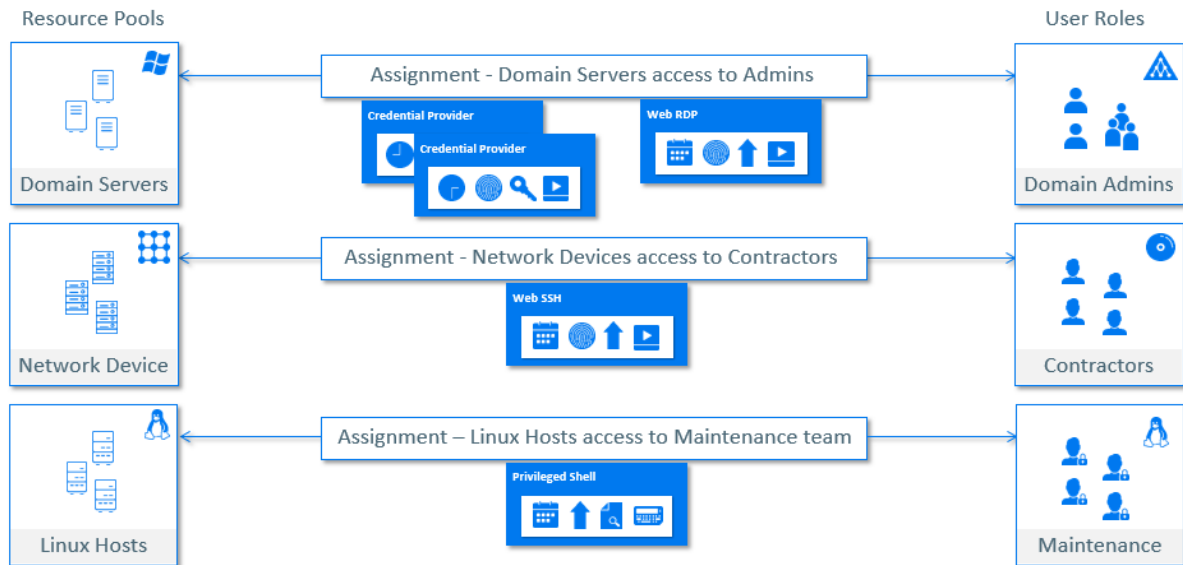 Resource Pools
User Roles
Assignment - Domain Servers access to Admins
Credential Provider
Web RDP
Credential Provider
Domain Servers
Domain Admins
Assignment - Network Devices access to Contractors
Web SSH
Network Device
Contractors
Assignment – Linux Hosts access to Maintenance team
Privileged Shell
Linux Hosts
Maintenance